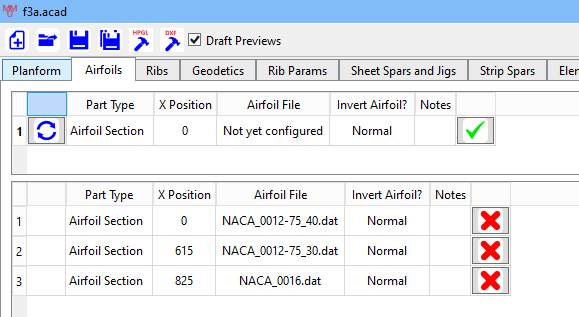 f3a.acad
HPGL DXF Draft Previews
Planform Airfoils Ribs Geodetics Rib Params Sheet Spars and Jigs Strip Spars Elen
Part Type X Position Airfoil File Invert Airfoil? Notes
1 Airfoil Section 0 Not yet configured Normal
Part Type X Position Airfoil File Invert Airfoil? Notes
1 Airfoil Section 0 NACA_0012-75_40.dat Normal
2 Airfoil Section 615 NACA_0012-75_30.dat Normal
3 Airfoil Section 825 NACA_0016.dat Normal